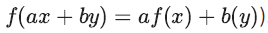 f(ax + by) = af(x) + b(y))